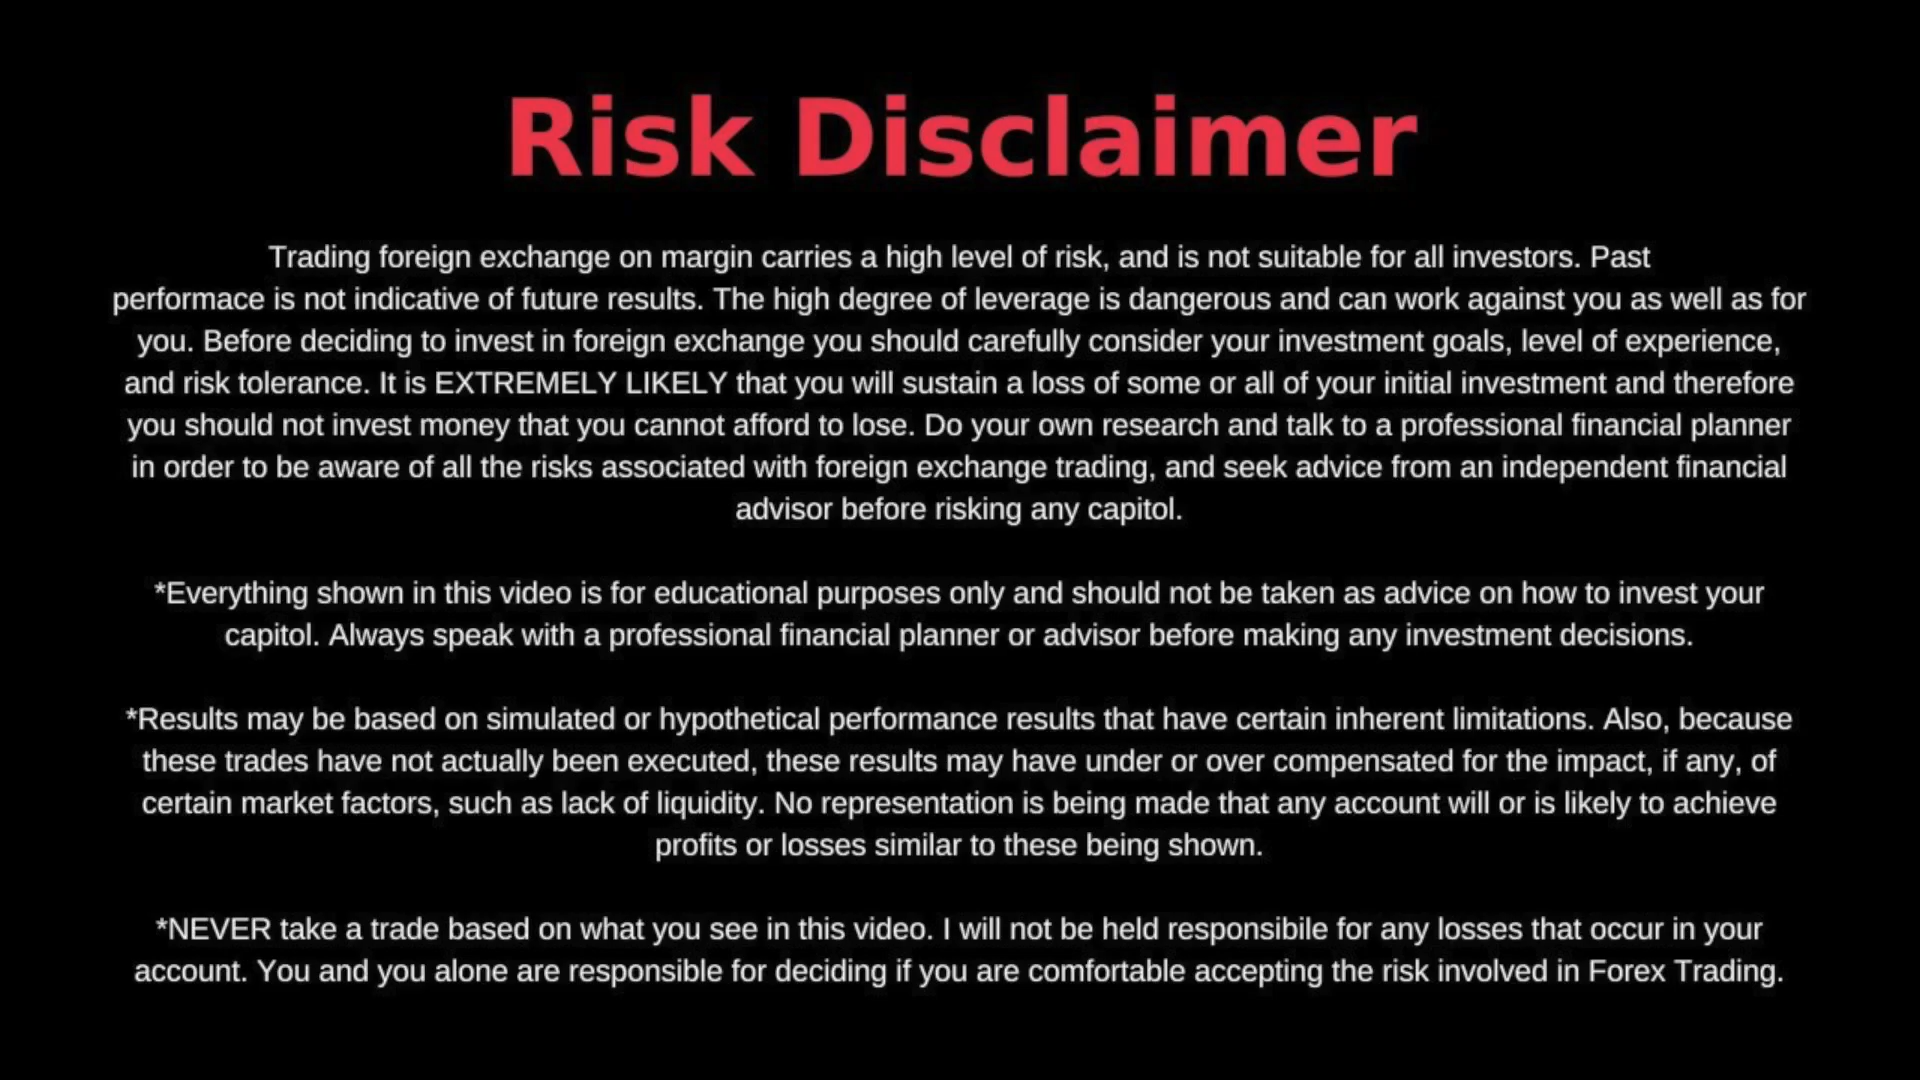 Risk Disclaimer
Trading foreign exchange on margin carries a high level of risk, and is not suitable for all investors. Past
performace is not indicative of future results. The high degree of leverage is dangerous and can work against you as well as for
you. Before deciding to invest in foreign exchange you should carefully consider your investment goals, level of experience,
and risk tolerance. It is EXTREMELY LIKELY that you will sustain a loss of some or all of your initial investment and therefore
you should not invest money that you cannot afford to lose. Do your own research and talk to a professional financial planner
in order to be aware of all the risks associated with foreign exchange trading, and seek advice from an independent financial
advisor before risking any capitol.
*Everything shown in this video is for educational purposes only and should not be taken as advice on how to invest your
capitol. Always speak with a professional financial planner or advisor before making any investment decisions.
*Results may be based on simulated or hypothetical performance results that have certain inherent limitations. Also, because
these trades have not actually been executed, these results may have under or over compensated for the impact, if any, of
certain market factors, such as lack of liquidity. No representation is being made that any account will or is likely to achieve
profits or losses similar to these being shown.
*NEVER take a trade based on what you see in this video. I will not be held responsibile for any losses that occur in your
account. You and you alone are responsible for deciding if you are comfortable accepting the risk involved in Forex Trading.